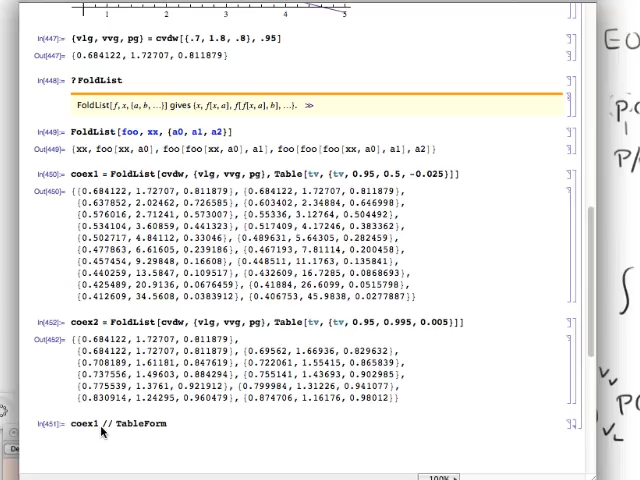 1 2 3 4 5
In[447]:= {vlg, vvg, pg} = cvdw[{.7, 1.8, .8}, .95]
Out[447]= {0.684122, 1.72707, 0.811879}
In[448]:= ? FoldList
FoldList[f, x, {a, b, …}] gives {x, f[x, a], f[f[x, a], b], …}. ≫
In[449]:= FoldList[foo, xx, {a0, a1, a2}]
Out[449]= {xx, foo[xx, a0], foo[foo[xx, a0], a1], foo[foo[foo[xx, a0], a1], a2]}
In[450]:= coex1 = FoldList[cvdw, {vlg, vvg, pg}, Table[tv, {tv, 0.95, 0.5, -0.025}]]
Out[450]= {{0.684122, 1.72707, 0.811879}, {0.684122, 1.72707, 0.811879},
{0.637852, 2.02462, 0.726585}, {0.603402, 2.34884, 0.646998},
{0.576016, 2.71241, 0.573007}, {0.55336, 3.12764, 0.504492},
{0.534104, 3.60859, 0.441323}, {0.517409, 4.17246, 0.383362},
{0.502717, 4.84112, 0.33046}, {0.489631, 5.64305, 0.282459},
{0.477863, 6.61605, 0.239186}, {0.467193, 7.81114, 0.200458},
{0.457454, 9.29848, 0.16608}, {0.448511, 11.1763, 0.135841},
{0.440259, 13.5847, 0.109517}, {0.432609, 16.7285, 0.0868693},
{0.425489, 20.9136, 0.0676459}, {0.41884, 26.6099, 0.0515798},
{0.412609, 34.5608, 0.0383912}, {0.406753, 45.9838, 0.0277887}}
In[452]:= coex2 = FoldList[cvdw, {vlg, vvg, pg}, Table[tv, {tv, 0.95, 0.995, 0.005}]]
Out[452]= {{0.684122, 1.72707, 0.811879},
{0.684122, 1.72707, 0.811879}, {0.69562, 1.66936, 0.829632},
{0.708189, 1.61181, 0.847619}, {0.722061, 1.55415, 0.865839},
{0.737556, 1.49603, 0.884294}, {0.755141, 1.43693, 0.902985},
{0.775539, 1.3761, 0.921912}, {0.799984, 1.31226, 0.941077},
{0.830914, 1.24295, 0.960479}, {0.874706, 1.16176, 0.98012}}
In[451]:= coex1 // TableForm
100%